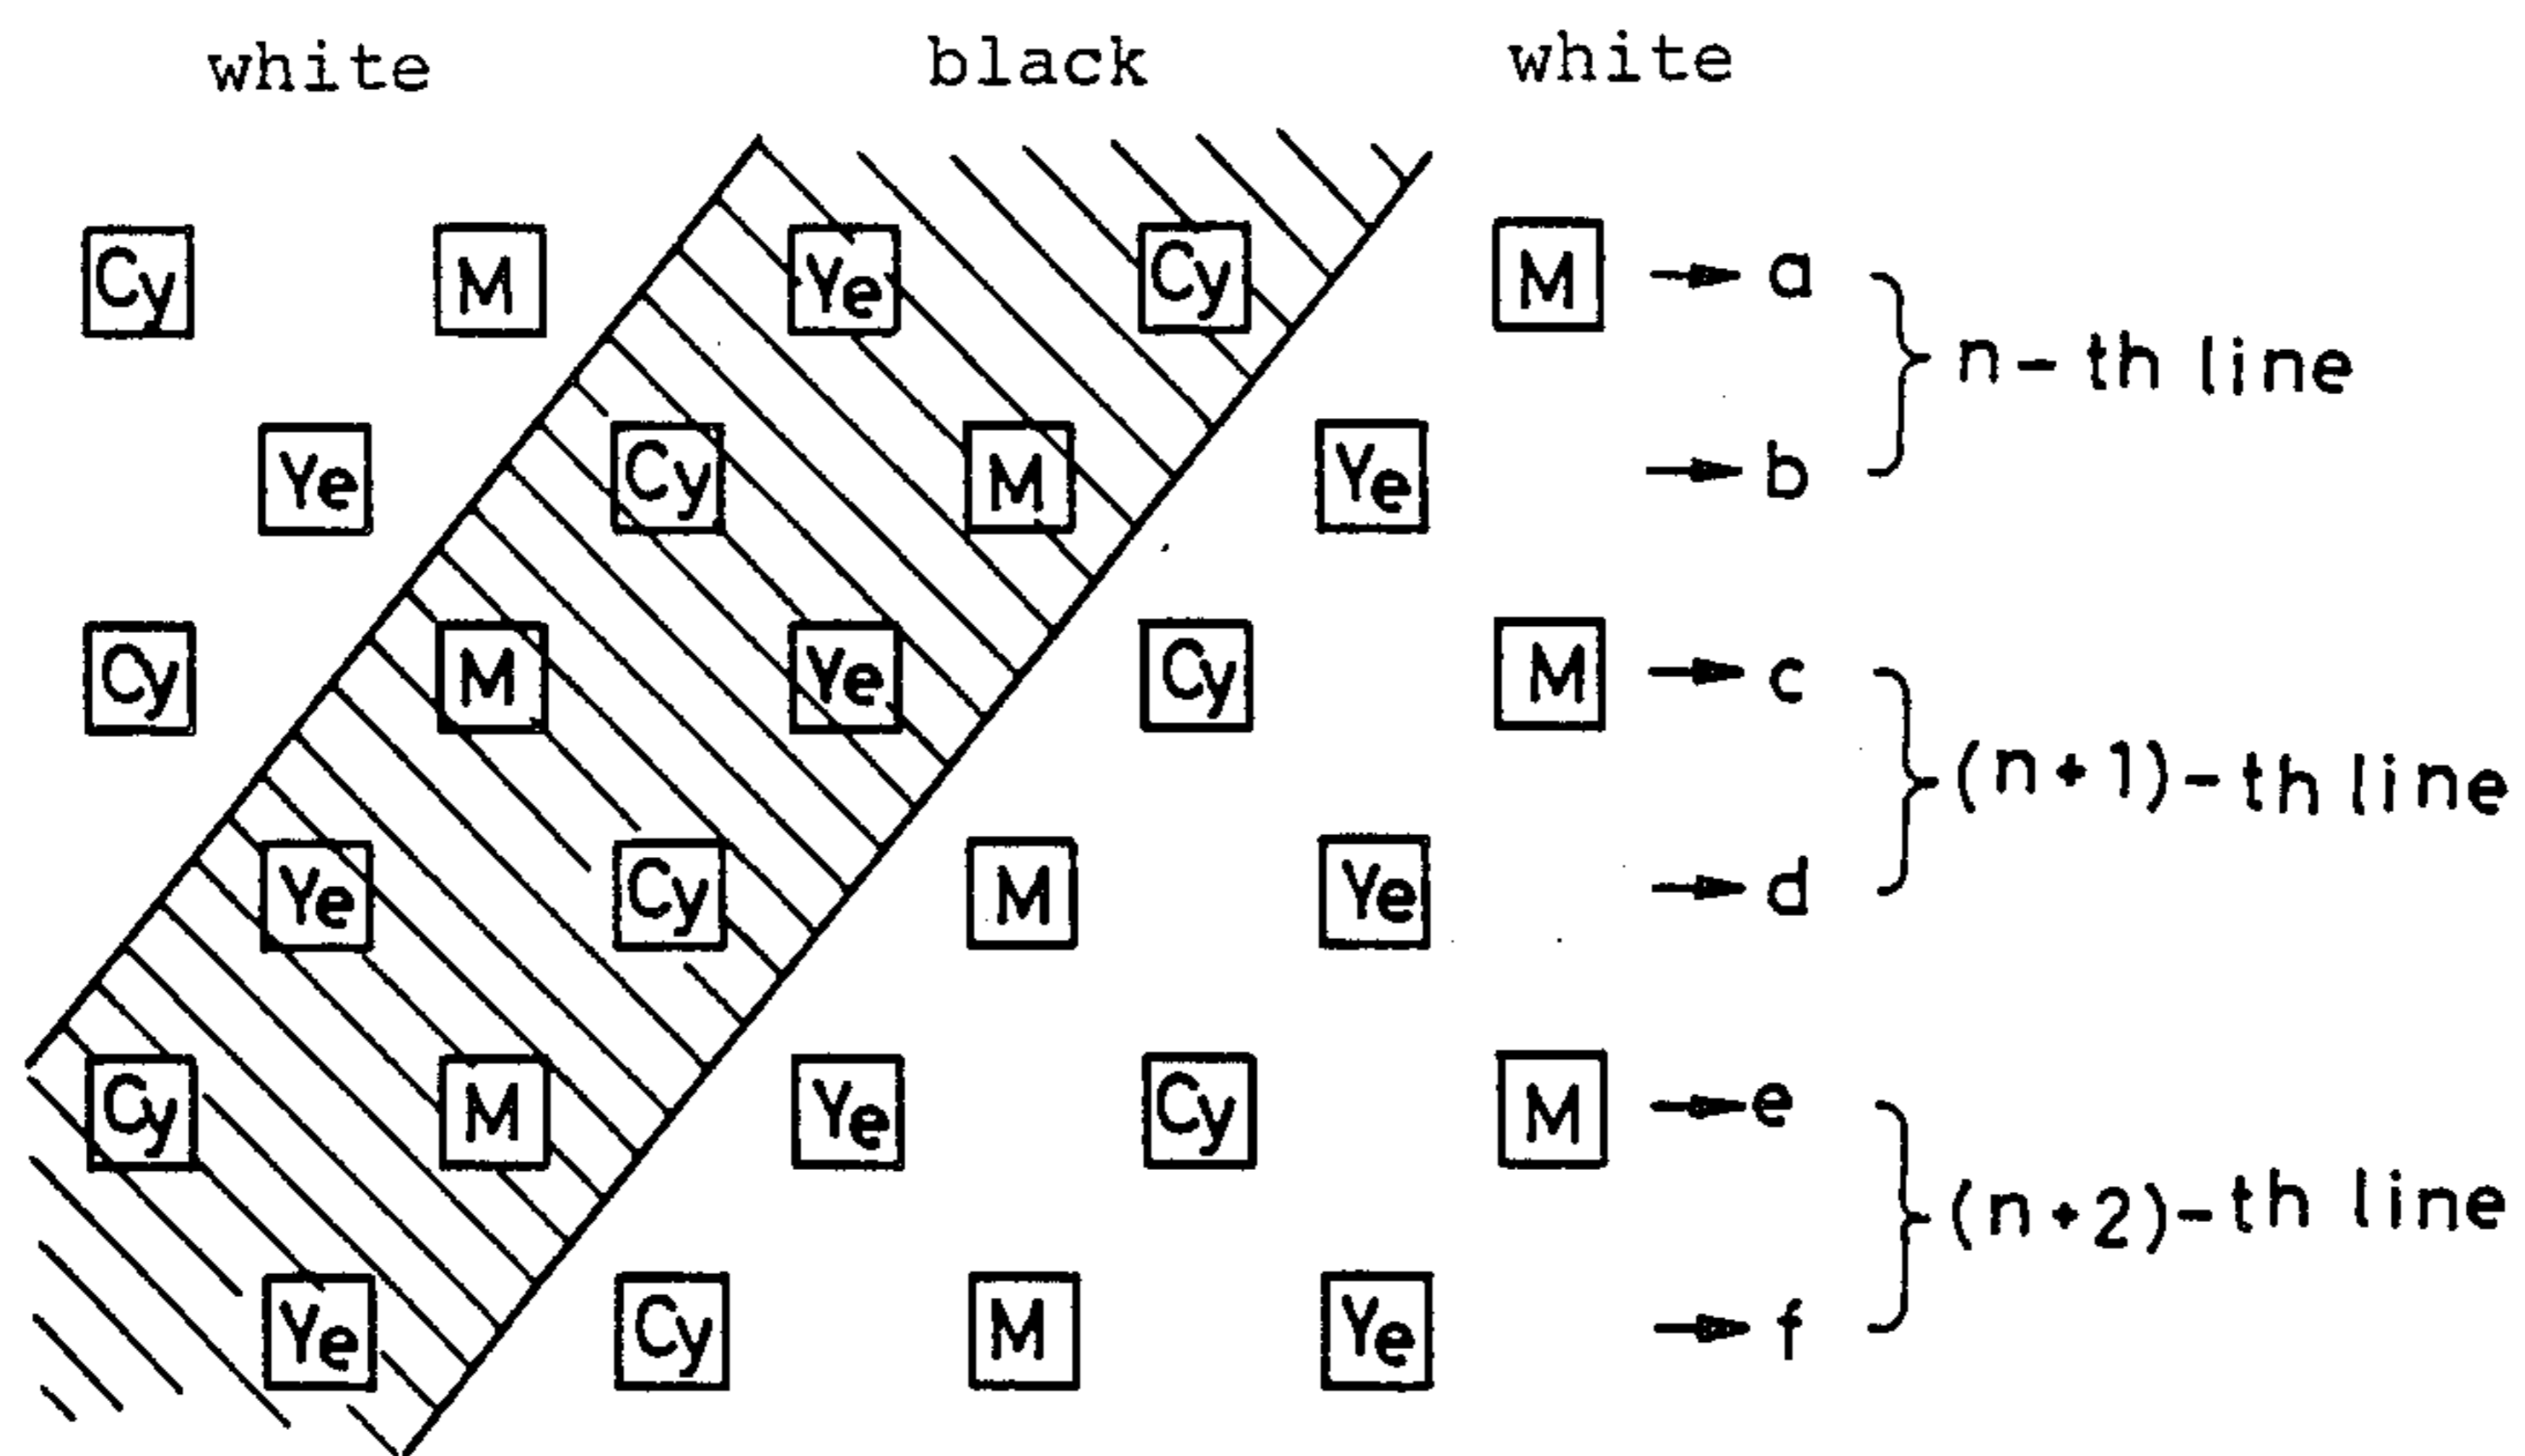 white black white
Cy M Ye Cy M → a
n-th line
Ye Cy M Ye → b
Cy M Ye Cy M → c
(n+1)-th line
Ye Cy M Ye → d
Cy M Ye Cy M → e
(n+2)-th line
Ye Cy M Ye → f